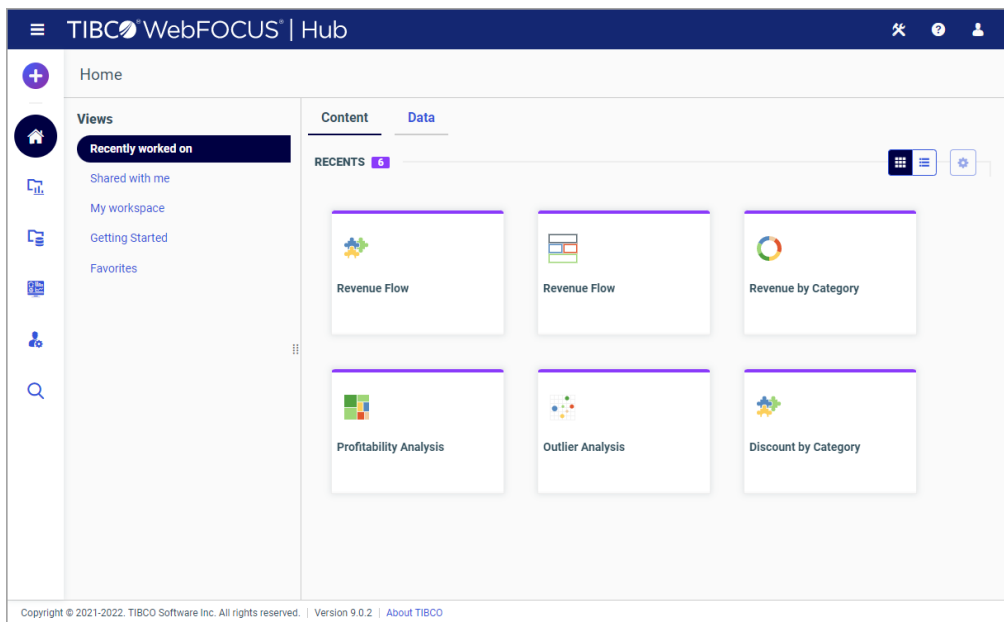 TIBCO® WebFOCUS® | Hub
Home
Views
Recently worked on
Shared with me
My workspace
Getting Started
Favorites
Content Data
RECENTS 6
Revenue Flow
Revenue Flow
Revenue by Category
Profitability Analysis
Outlier Analysis
Discount by Category
Copyright © 2021-2022. TIBCO Software Inc. All rights reserved. | Version 9.0.2 | About TIBCO